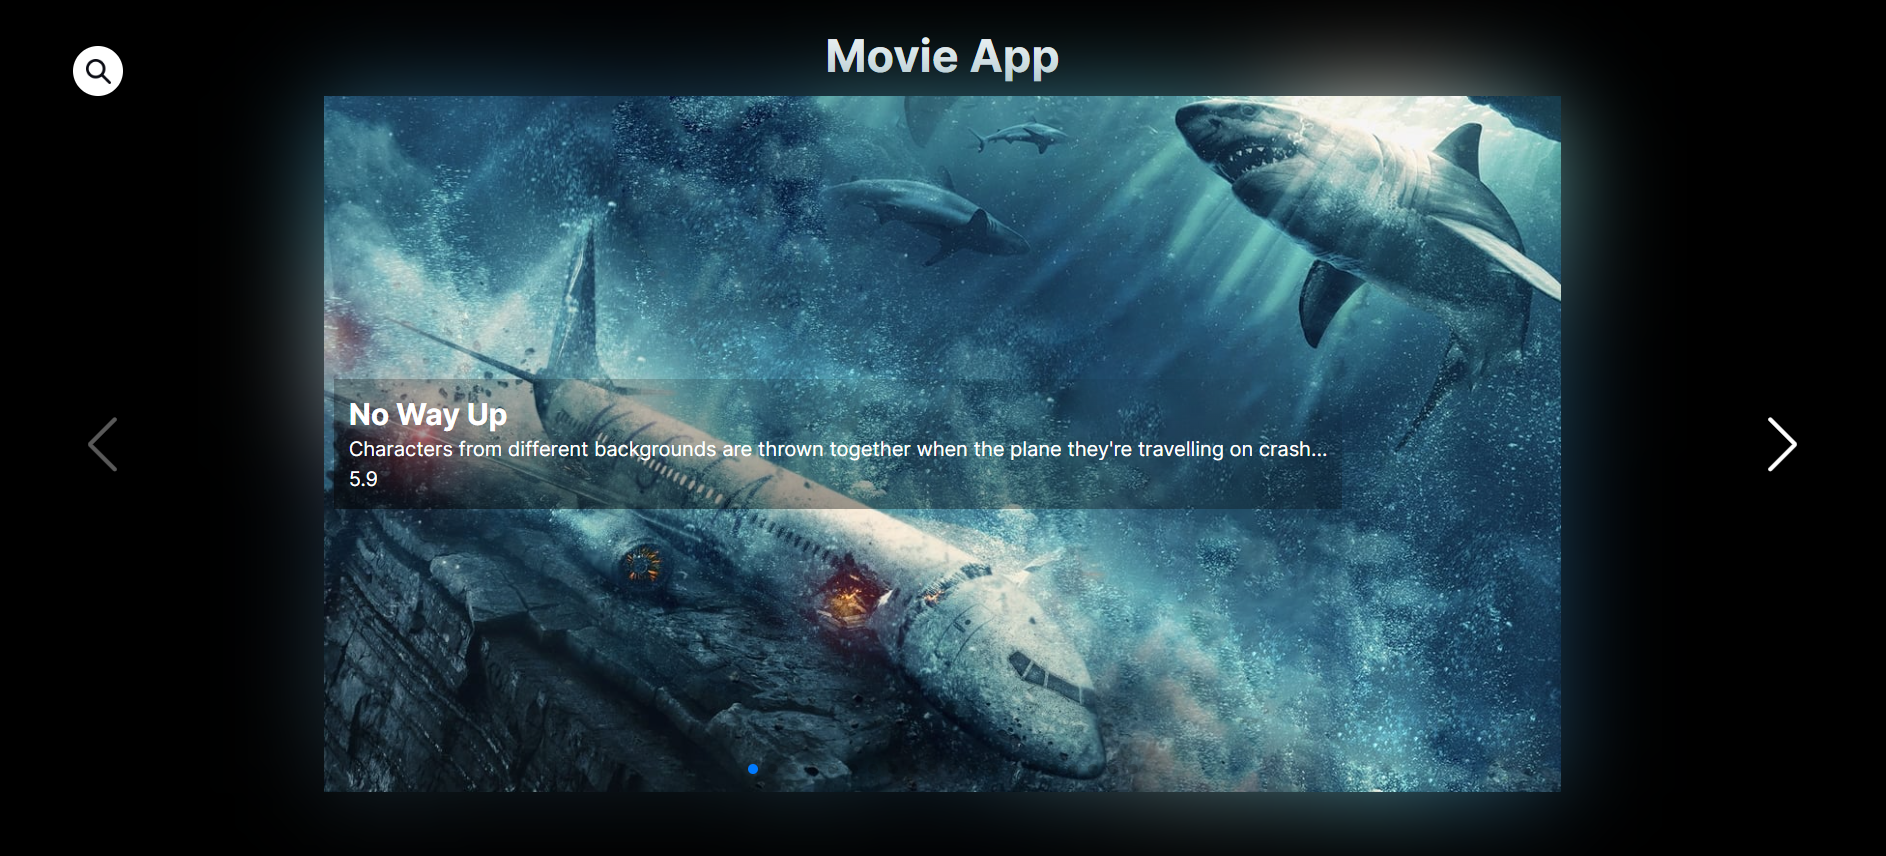 Movie App
No Way Up
Characters from different backgrounds are thrown together when the plane they're travelling on crash...
5.9